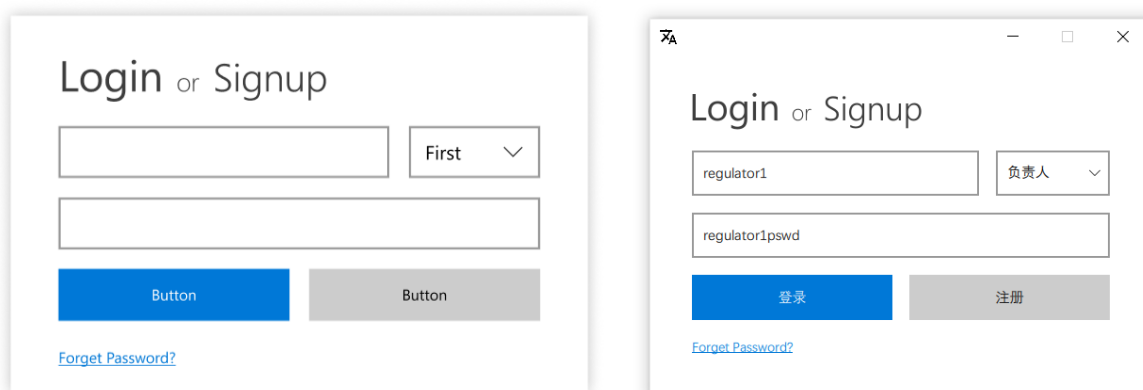 Login or Signup
First
Button
Button
Forget Password?
Login or Signup
regulator1
负责人
regulator1pswd
登录
注册
Forget Password?